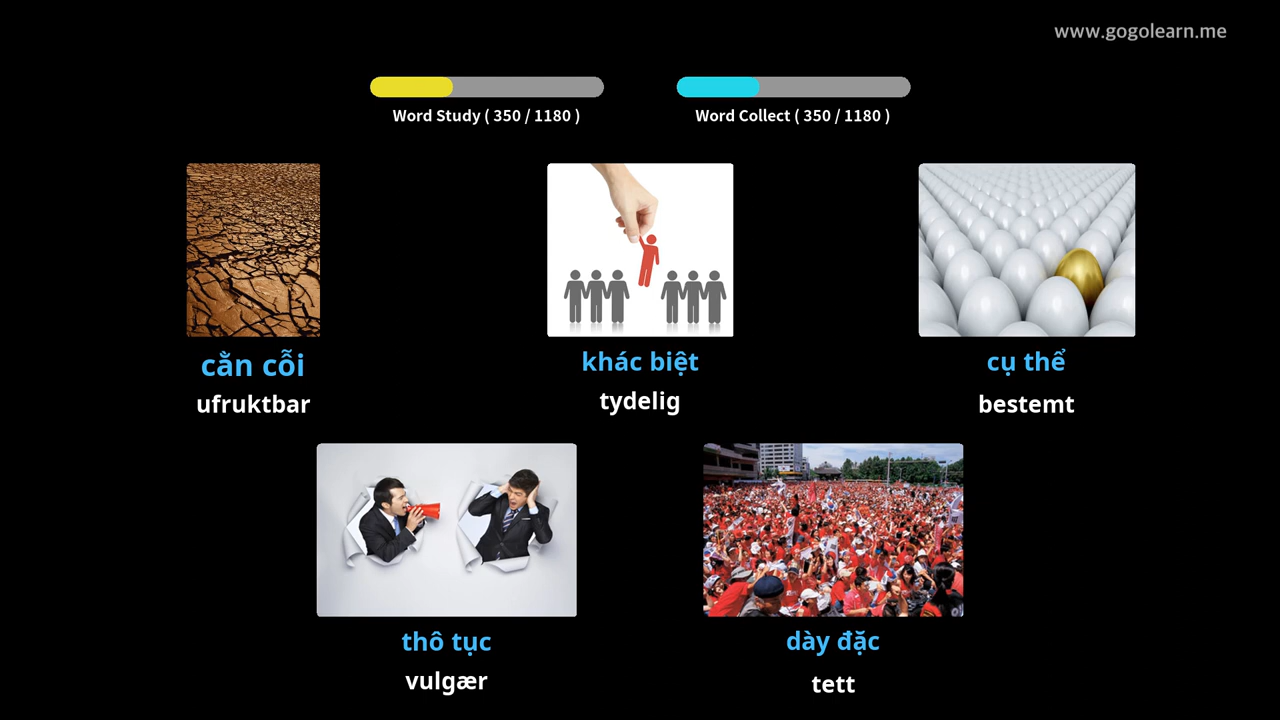 www.gogolearn.me
Word Study ( 350 / 1180 )
Word Collect ( 350 / 1180 )
cằn cỗi
ufruktbar
khác biệt
tydelig
cụ thể
bestemt
thô tục
vulgær
dày đặc
tett